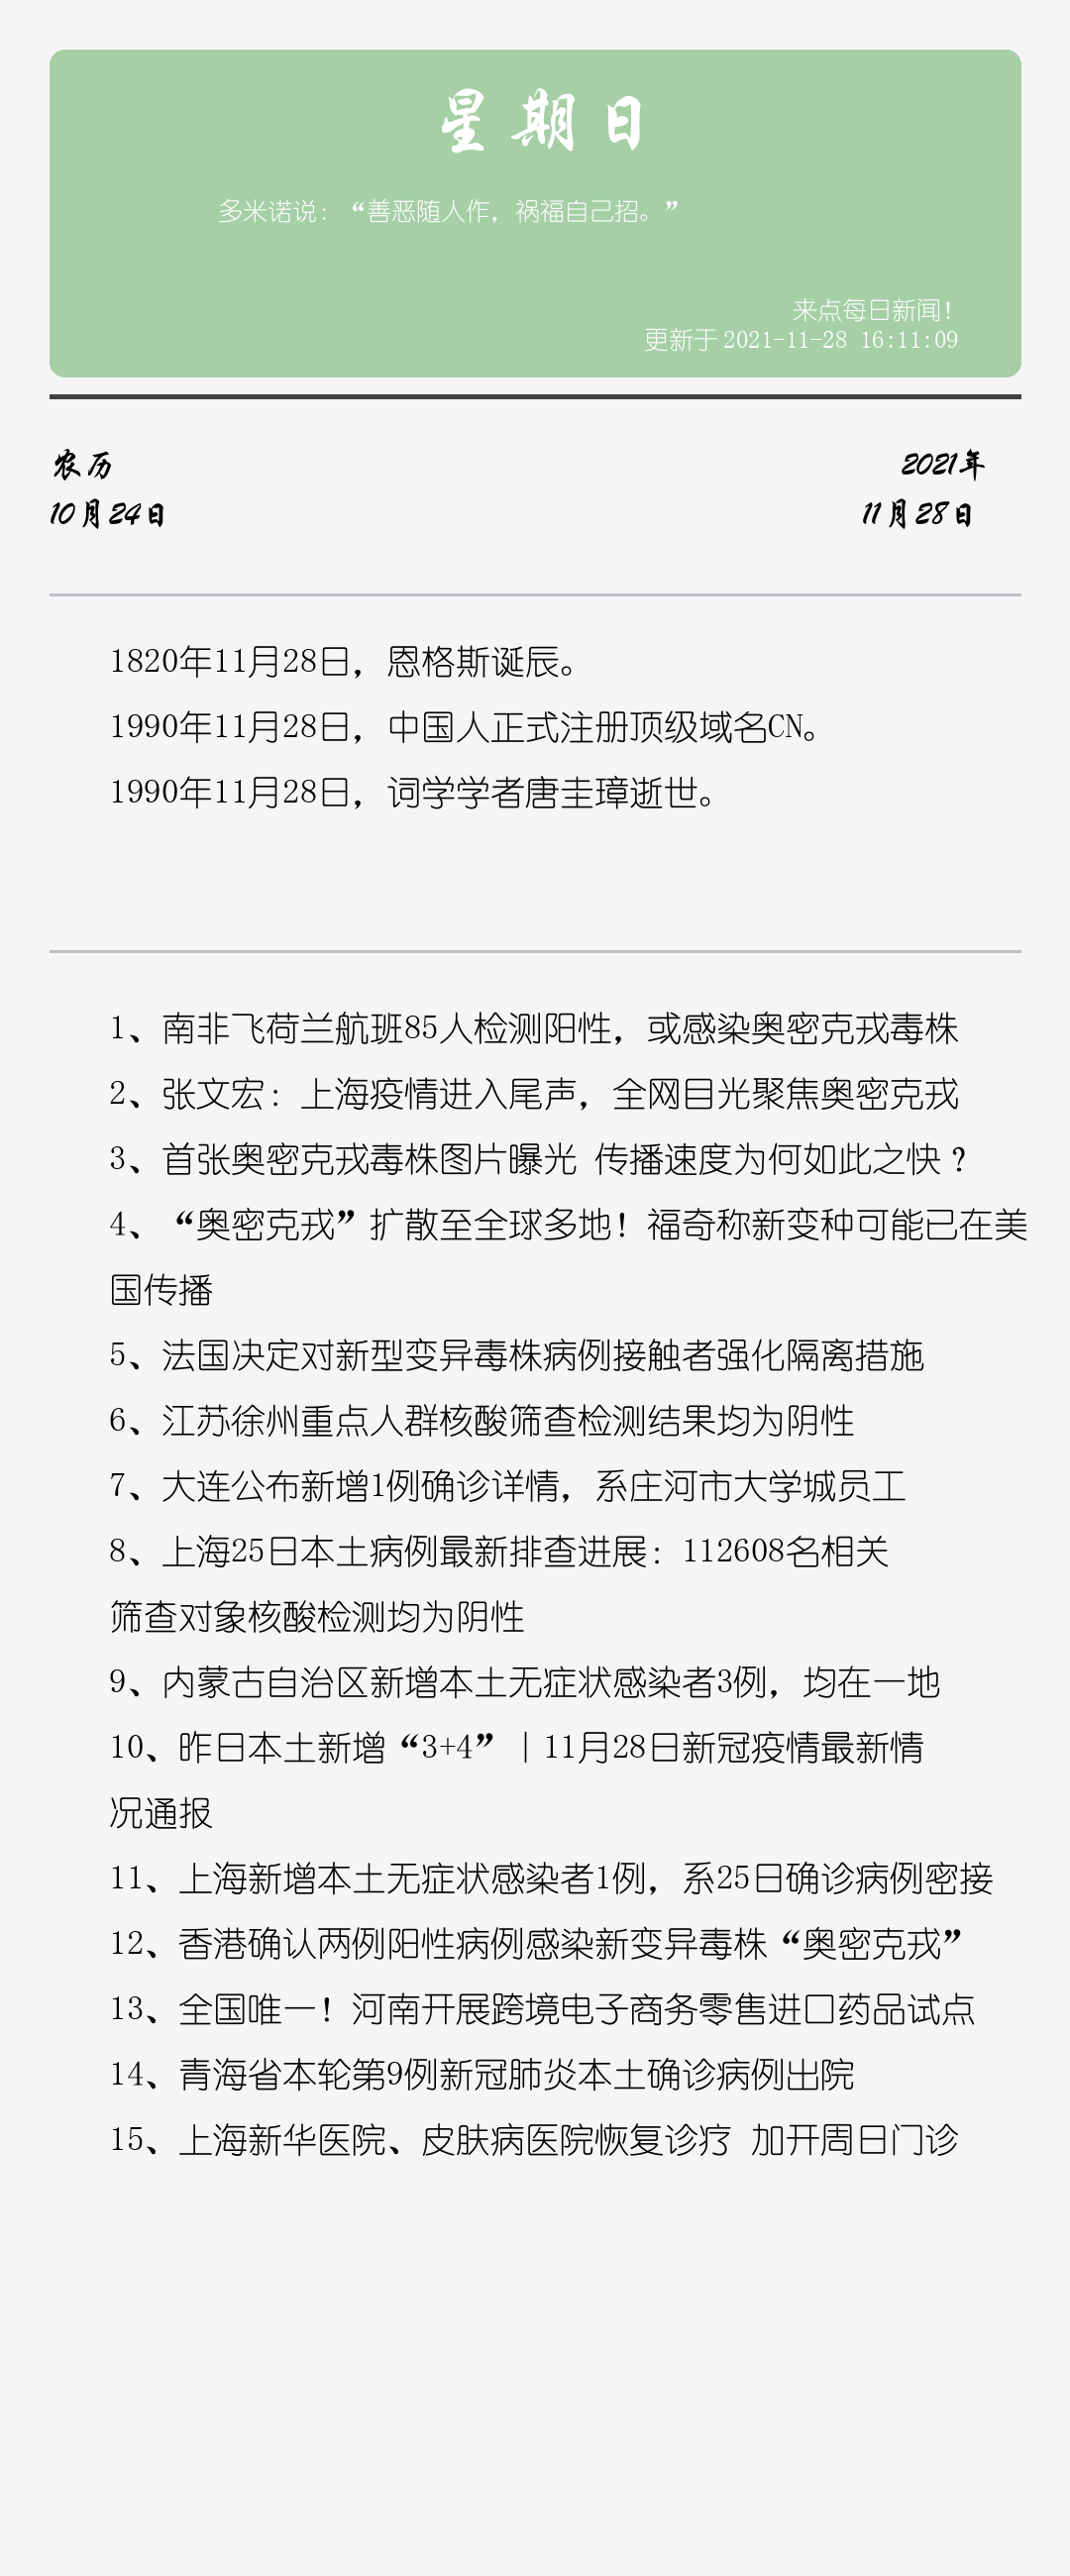 星期日
多米诺说：“善恶随人作，祸福自己招。”
来点每日新闻！
更新于 2021-11-28 16:11:09
农历
2021年
10月24日
11月28日
1820年11月28日，恩格斯诞辰。
1990年11月28日，中国人正式注册顶级域名CN。
1990年11月28日，词学学者唐圭璋逝世。
1、南非飞荷兰航班85人检测阳性，或感染奥密克戎毒株
2、张文宏：上海疫情进入尾声，全网目光聚焦奥密克戎
3、首张奥密克戎毒株图片曝光 传播速度为何如此之快？
4、“奥密克戎”扩散至全球多地！福奇称新变种可能已在美
国传播
5、法国决定对新型变异毒株病例接触者强化隔离措施
6、江苏徐州重点人群核酸筛查检测结果均为阴性
7、大连公布新增1例确诊详情，系庄河市大学城员工
8、上海25日本土病例最新排查进展：112608名相关
筛查对象核酸检测均为阴性
9、内蒙古自治区新增本土无症状感染者3例，均在一地
10、昨日本土新增“3+4”｜11月28日新冠疫情最新情
况通报
11、上海新增本土无症状感染者1例，系25日确诊病例密接
12、香港确认两例阳性病例感染新变异毒株“奥密克戎”
13、全国唯一！河南开展跨境电子商务零售进口药品试点
14、青海省本轮第9例新冠肺炎本土确诊病例出院
15、上海新华医院、皮肤病医院恢复诊疗 加开周日门诊